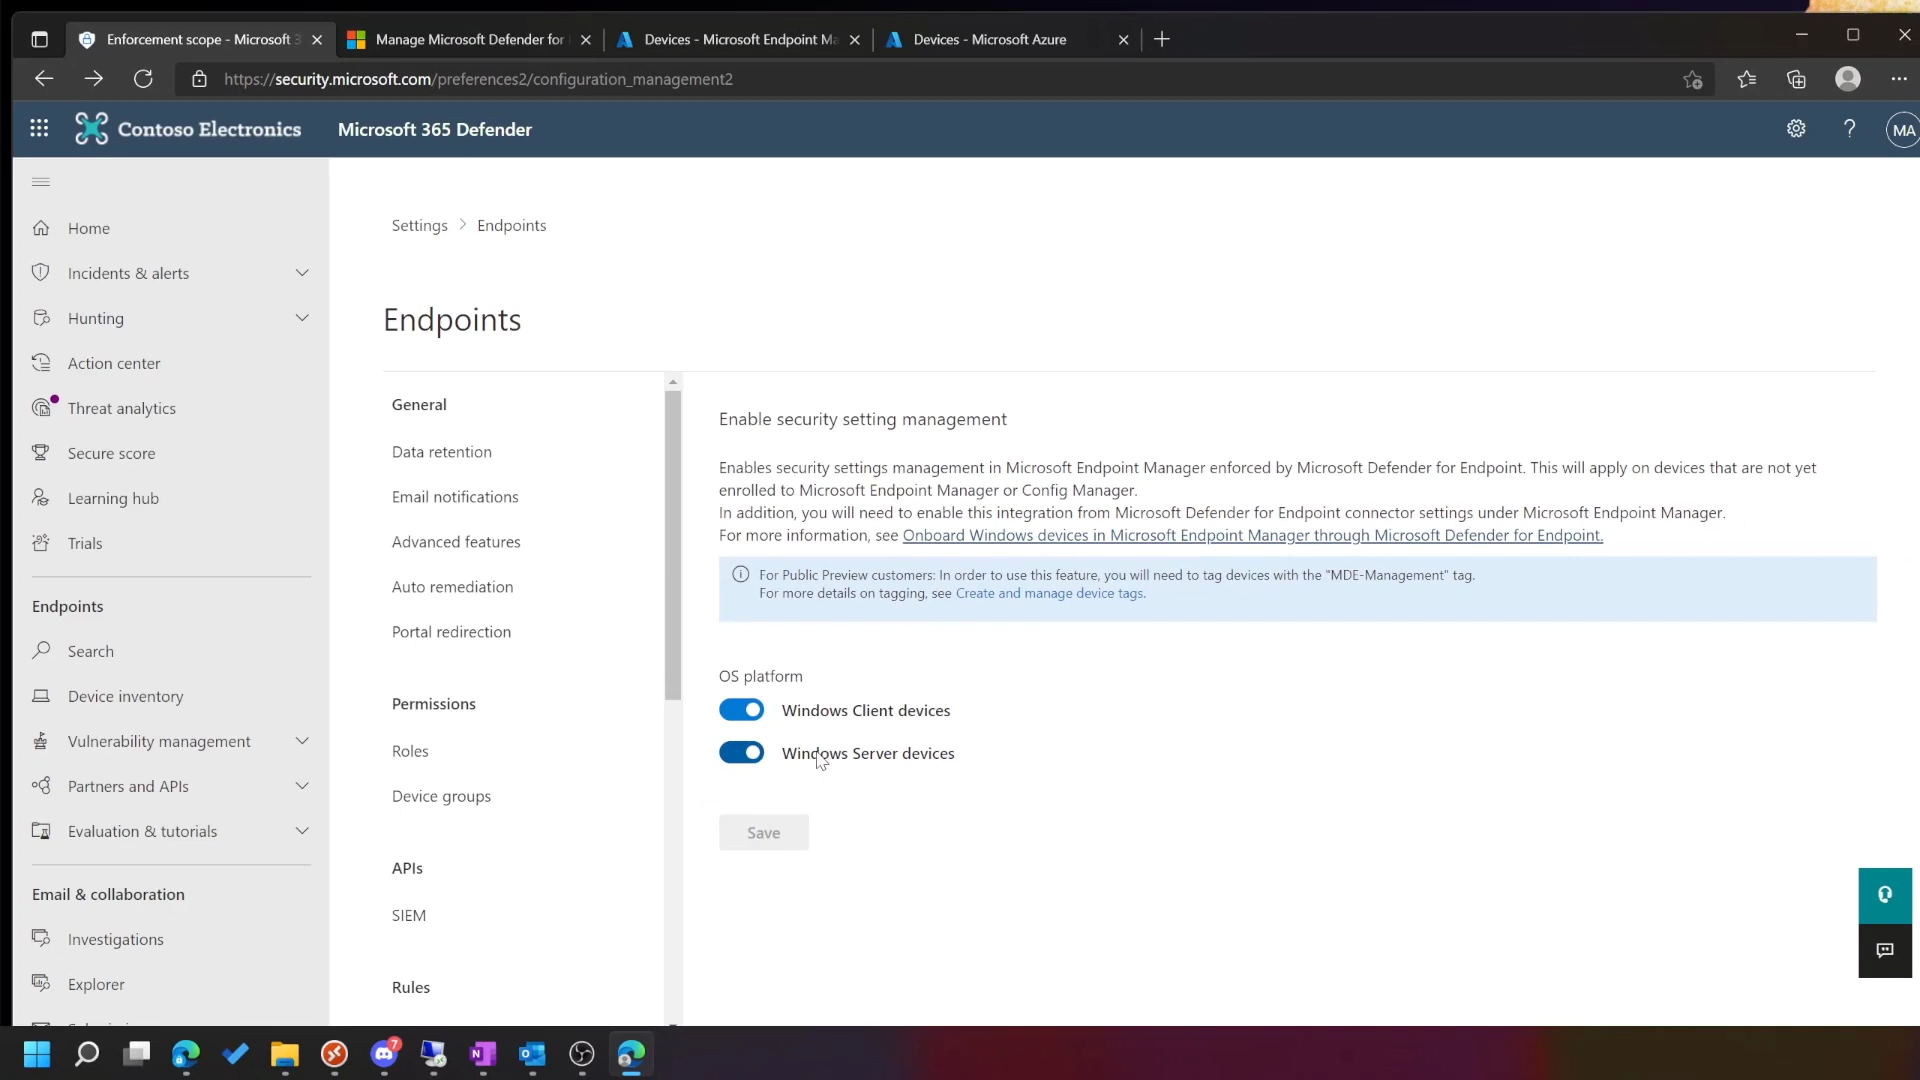 Enforcement scope - Microsoft 3
Manage Microsoft Defender for
Devices - Microsoft Endpoint Ma
Devices - Microsoft Azure
https://security.microsoft.com/preferences2/configuration_management2
Contoso Electronics
Microsoft 365 Defender
?
MA
Home
Incidents & alerts
Hunting
Action center
Threat analytics
Secure score
Learning hub
Trials
Endpoints
Search
Device inventory
Vulnerability management
Partners and APIs
Evaluation & tutorials
Email & collaboration
Investigations
Explorer
Settings > Endpoints
Endpoints
General
Data retention
Email notifications
Advanced features
Auto remediation
Portal redirection
Permissions
Roles
Device groups
APIs
SIEM
Rules
Enable security setting management
Enables security settings management in Microsoft Endpoint Manager enforced by Microsoft Defender for Endpoint. This will apply on devices that are not yet
enrolled to Microsoft Endpoint Manager or Config Manager.
In addition, you will need to enable this integration from Microsoft Defender for Endpoint connector settings under Microsoft Endpoint Manager.
For more information, see Onboard Windows devices in Microsoft Endpoint Manager through Microsoft Defender for Endpoint.
For Public Preview customers: In order to use this feature, you will need to tag devices with the "MDE-Management" tag.
For more details on tagging, see Create and manage device tags.
OS platform
Windows Client devices
Windows Server devices
Save
7